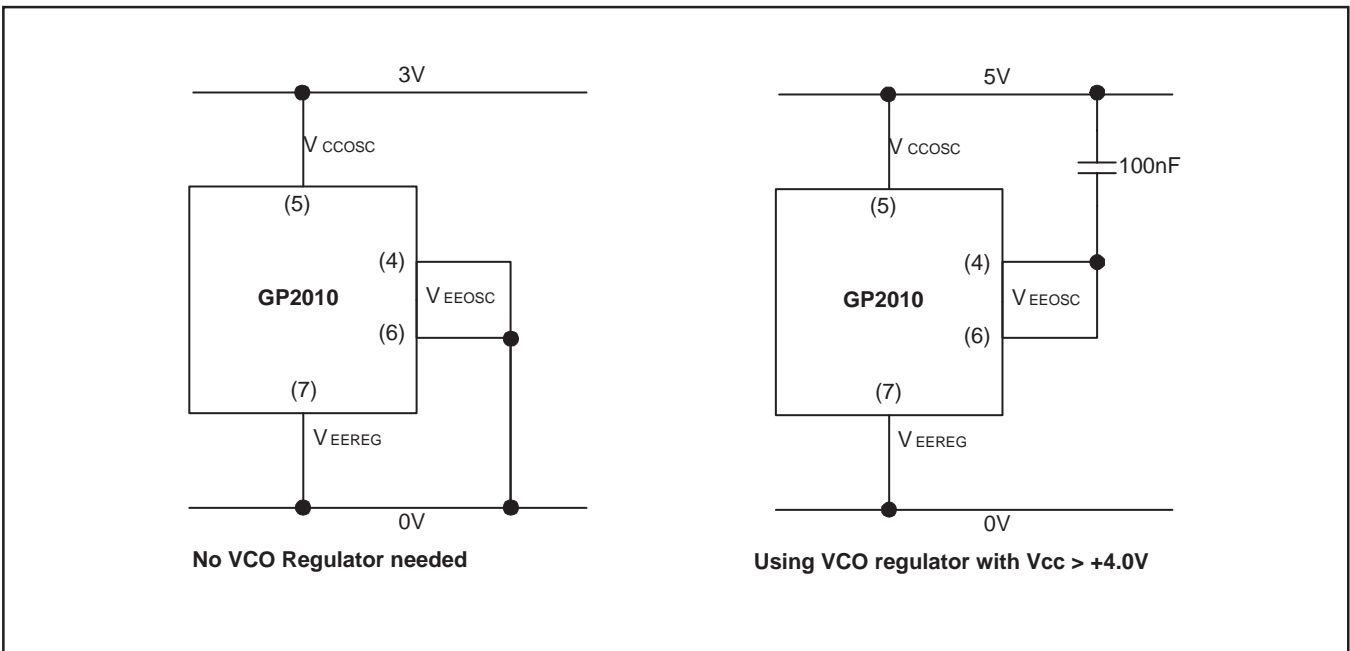 3V
V CCOSC
(5)
(4)
GP2010
V EEOSC
(6)
(7)
V EEREG
0V
No VCO Regulator needed
5V
V CCOSC
100nF
(5)
(4)
GP2010
V EEOSC
(6)
(7)
V EEREG
0V
Using VCO regulator with Vcc > +4.0V